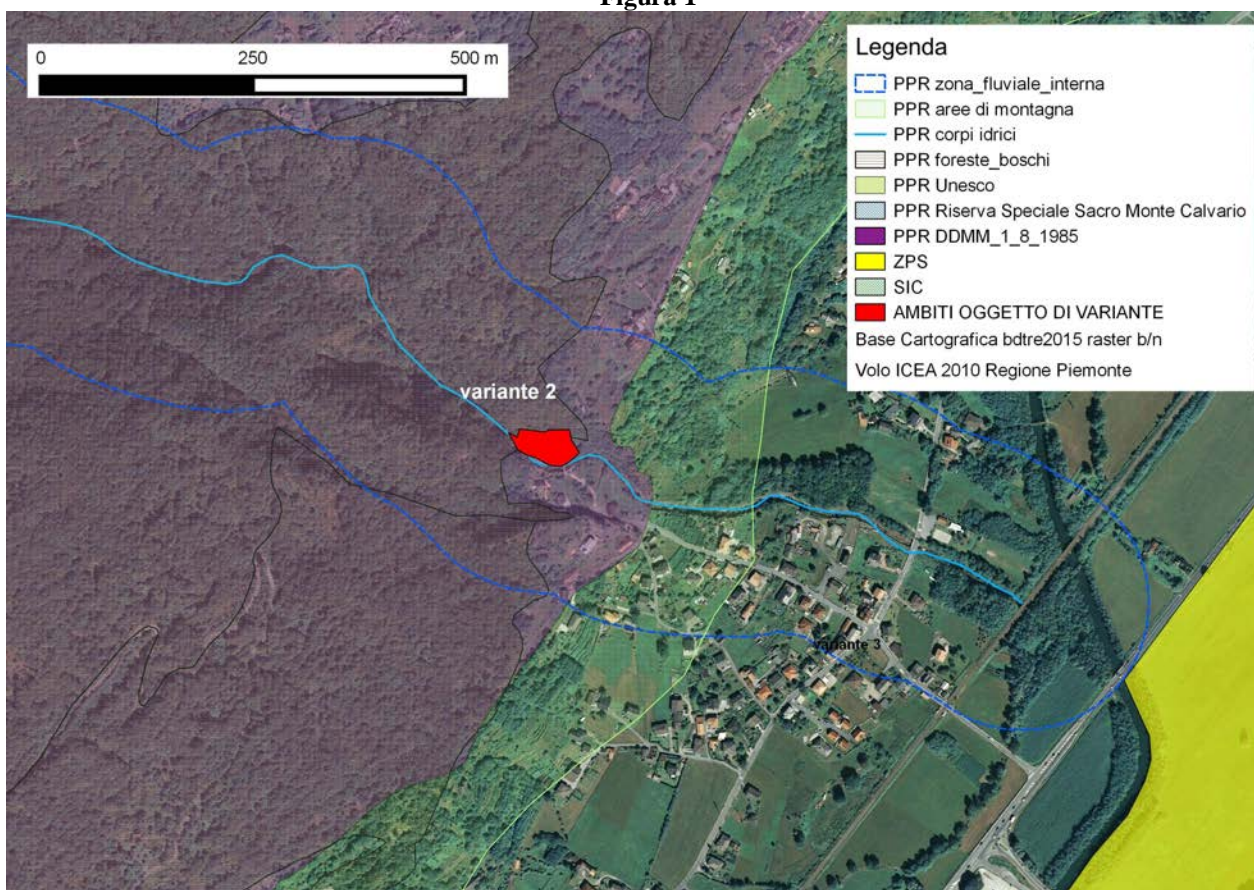 Figura 1
0 250 500 m
Legenda
PPR zona_fluviale_interna
PPR aree di montagna
PPR corpi idrici
PPR foreste_boschi
PPR Unesco
PPR Riserva Speciale Sacro Monte Calvario
PPR DDMM_1_8_1985
ZPS
SIC
AMBITI OGGETTO DI VARIANTE
Base Cartografica bdtre2015 raster b/n
Volo ICEA 2010 Regione Piemonte
variante 2
variante 3